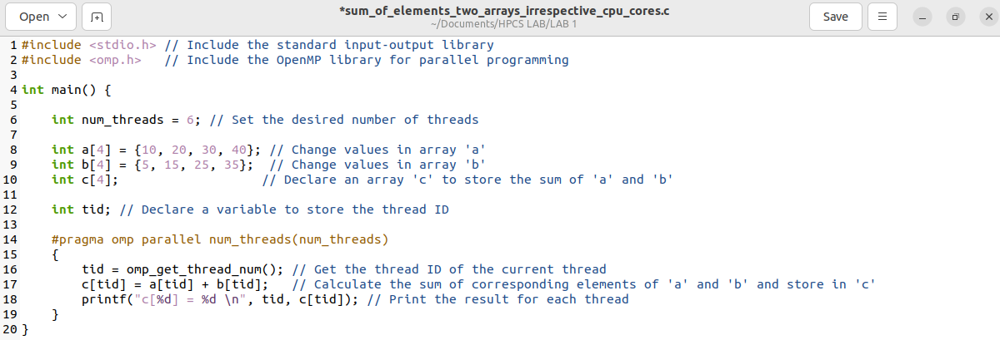 Open
*sum_of_elements_two_arrays_irrespective_cpu_cores.c
~/Documents/HPCS LAB/LAB 1
Save
1 #include <stdio.h> // Include the standard input-output library
2 #include <omp.h>   // Include the OpenMP library for parallel programming
3
4 int main() {
5
6     int num_threads = 6; // Set the desired number of threads
7
8     int a[4] = {10, 20, 30, 40}; // Change values in array 'a'
9     int b[4] = {5, 15, 25, 35};  // Change values in array 'b'
10     int c[4];                   // Declare an array 'c' to store the sum of 'a' and 'b'
11
12     int tid; // Declare a variable to store the thread ID
13
14     #pragma omp parallel num_threads(num_threads)
15     {
16         tid = omp_get_thread_num(); // Get the thread ID of the current thread
17         c[tid] = a[tid] + b[tid];   // Calculate the sum of corresponding elements of 'a' and 'b' and store in 'c'
18         printf("c[%d] = %d \n", tid, c[tid]); // Print the result for each thread
19     }
20 }